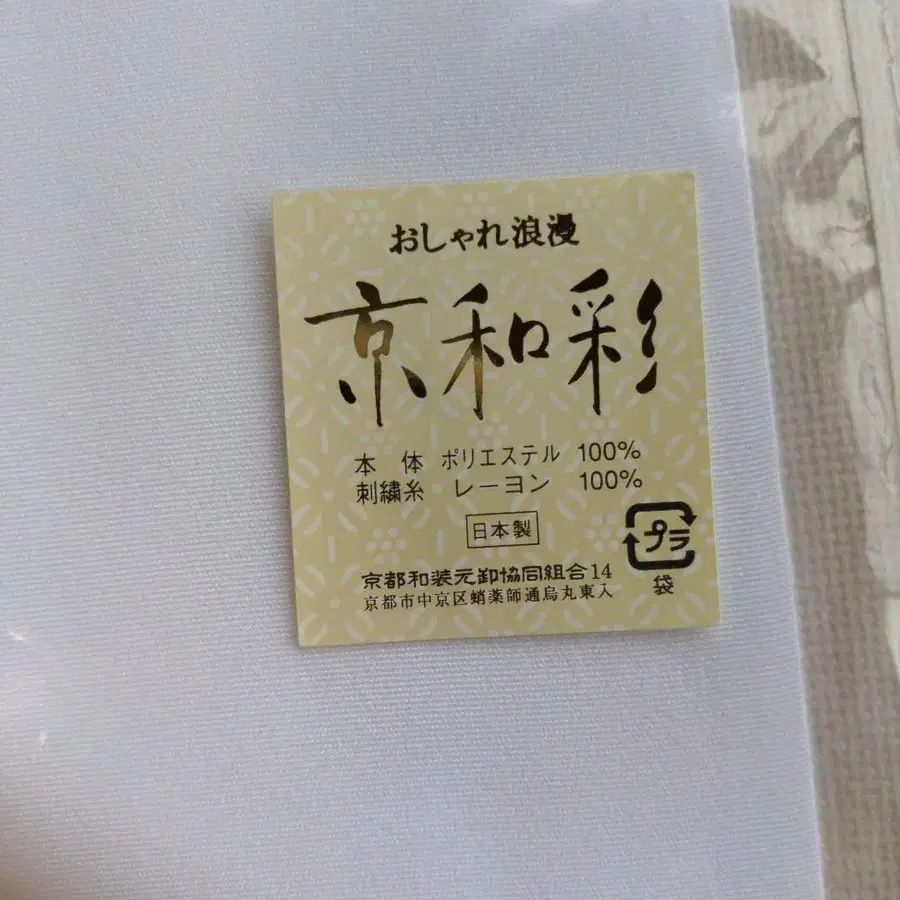 おしゃれ浪漫
京和彩
本体 ポリエステル 100%
刺繍糸 レーヨン 100%
日本製
プラ
袋
京都和装元卸協同組合14
京都市中京区蛸薬師通烏丸東入